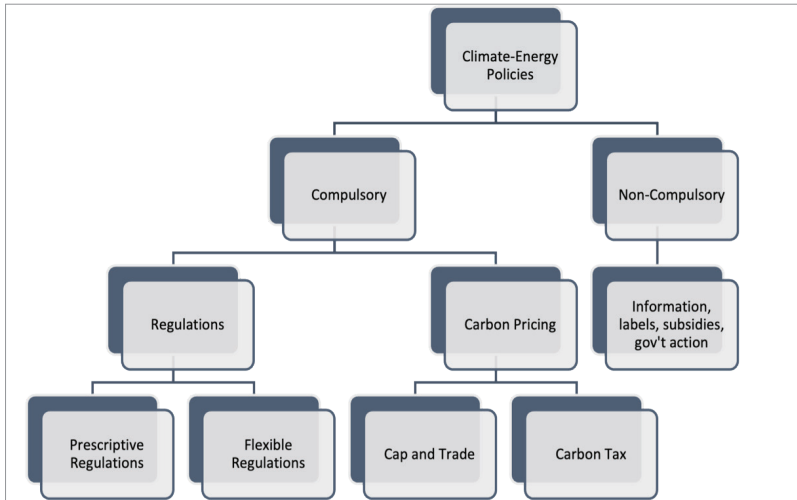 Climate-Energy
Policies
Compulsory
Non-Compulsory
Regulations
Carbon Pricing
Information,
labels, subsidies,
gov't action
Prescriptive
Regulations
Flexible
Regulations
Cap and Trade
Carbon Tax